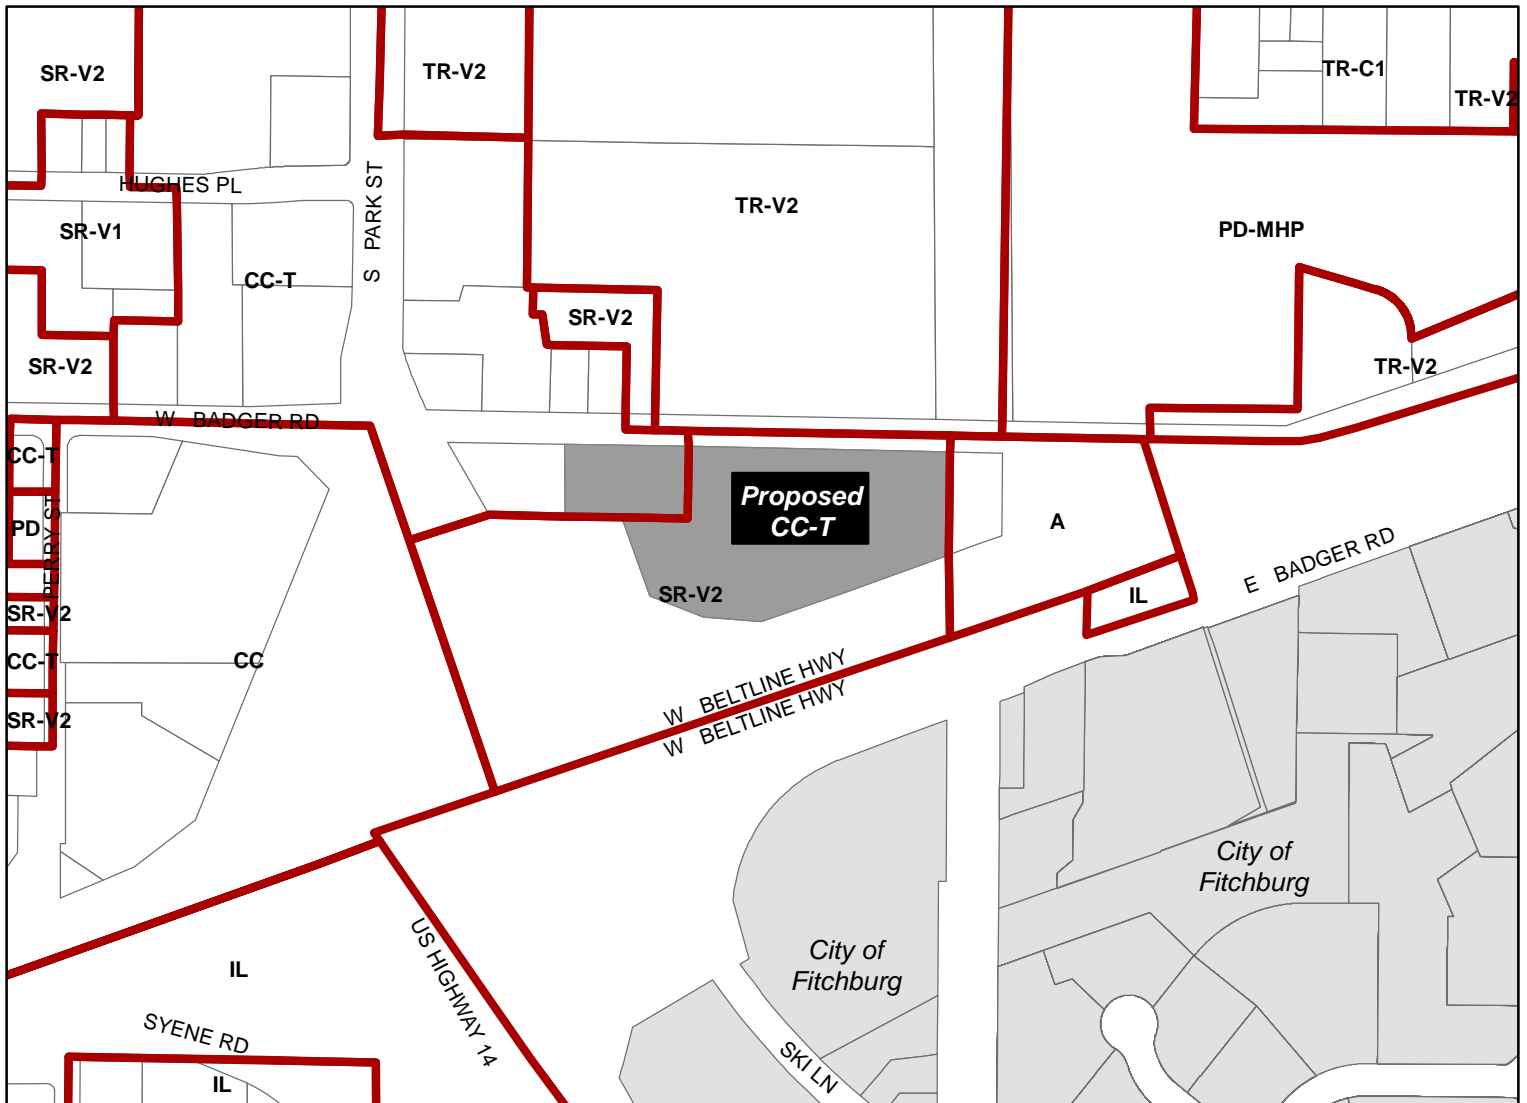 SR-V2
TR-V2
TR-C1
TR-V2
HUGHES PL
S PARK ST
TR-V2
SR-V1
PD-MHP
CC-T
SR-V2
SR-V2
TR-V2
W BADGER RD
CC-T
Proposed
CC-T
PD
PERRY ST
A
E BADGER RD
SR-V2
IL
SR-V2
CC-T
CC
W BELTLINE HWY
W BELTLINE HWY
SR-V2
City of
Fitchburg
City of
Fitchburg
IL
US HIGHWAY 14
SYENE RD
SKI LN
IL